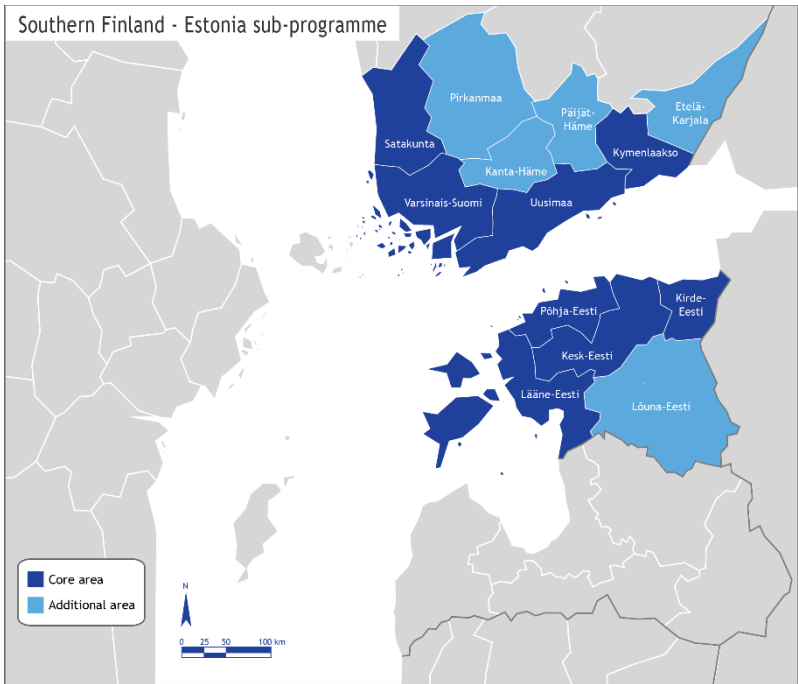 Southern Finland - Estonia sub-programme
Pirkanmaa
Päijät-
Häme
Etelä-
Karjala
Satakunta
Kymenlaakso
Kanta-Häme
Varsinais-Suomi
Uusimaa
Kirde-
Eesti
Põhja-Eesti
Kesk-Eesti
Lääne-Eesti
Lõuna-Eesti
Core area
Additional area
N
0 25 50 100 km